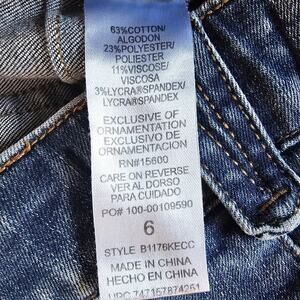 63%COTTON/
ALGODON
23%POLYESTER/
POLIESTER
11%VISCOSE/
VISCOSA
3%LYCRA®SPANDEX/
LYCRA®SPANDEX
EXCLUSIVE OF
ORNAMENTATION
EXCLUSIVO DE
ORNAMENTACION
RN#15600
CARE ON REVERSE
VER AL DORSO
PARA CUIDADO
PO# 100-00109590
6
STYLE B1176KECC
MADE IN CHINA
HECHO EN CHINA
UPC 747157874251